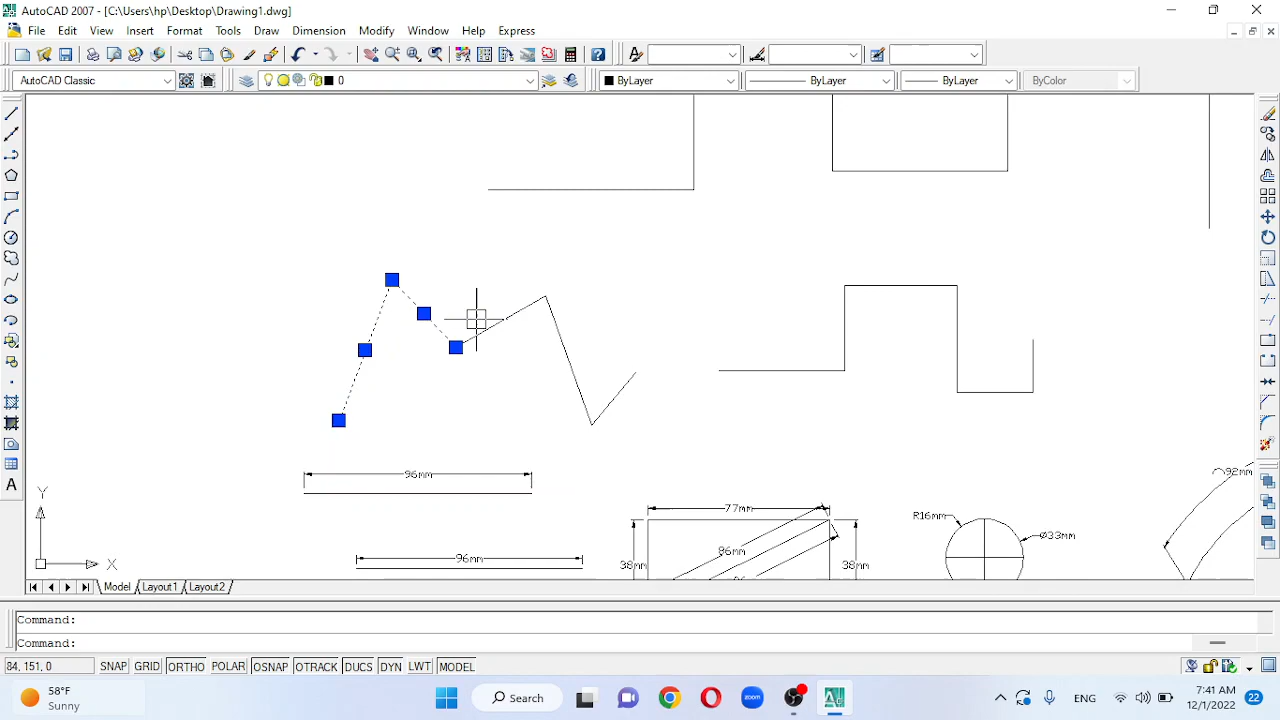 AutoCAD 2007 - [C:\Users\hp\Desktop\Drawing1.dwg]
File Edit View Insert Format Tools Draw Dimension Modify Window Help Express
AutoCAD Classic 0 ByLayer ByLayer ByLayer ByColor
96mm
92mm
77mm
R16mm
Ø33mm
86mm
96mm
38mm
38mm
Y
X
Model Layout1 Layout2
Command:
Command:
84, 151, 0 SNAP GRID ORTHO POLAR OSNAP OTRACK DUCS DYN LWT MODEL
58°F
Sunny
Search
zoom
ENG
7:41 AM
12/1/2022
22